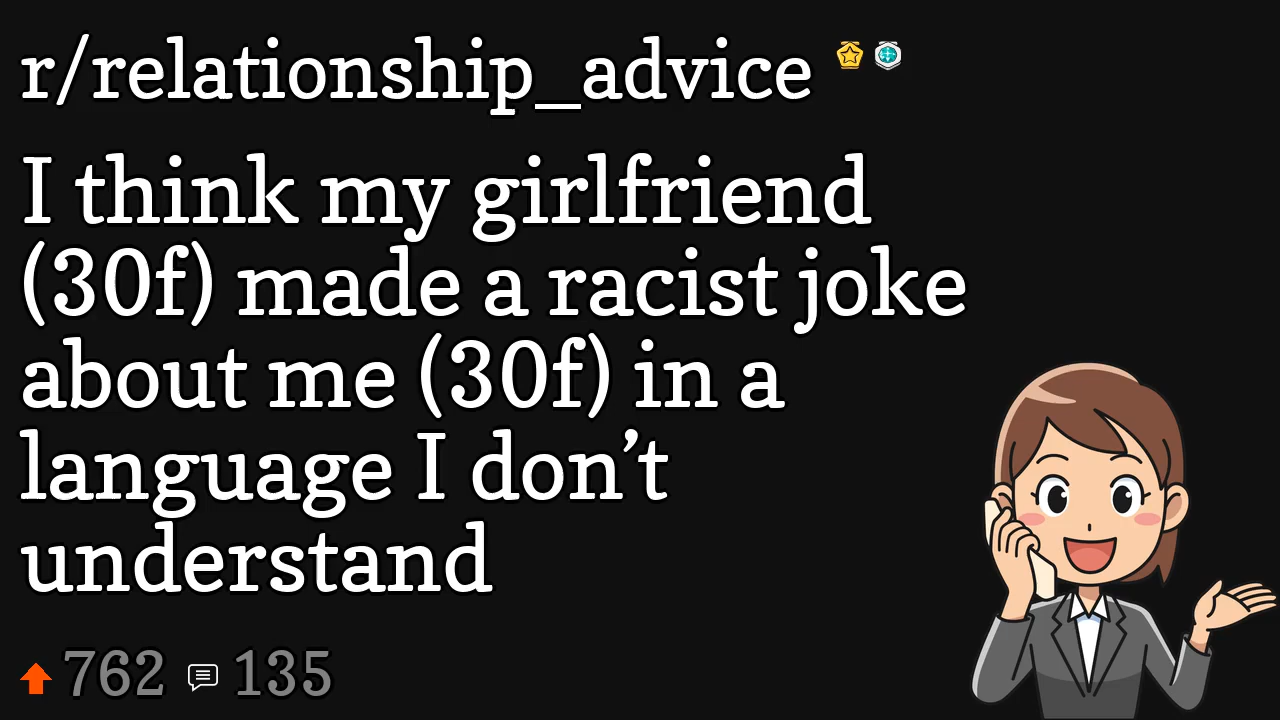 r/relationship_advice
I think my girlfriend
(30f) made a racist joke
about me (30f) in a
language I don’t
understand
762 135